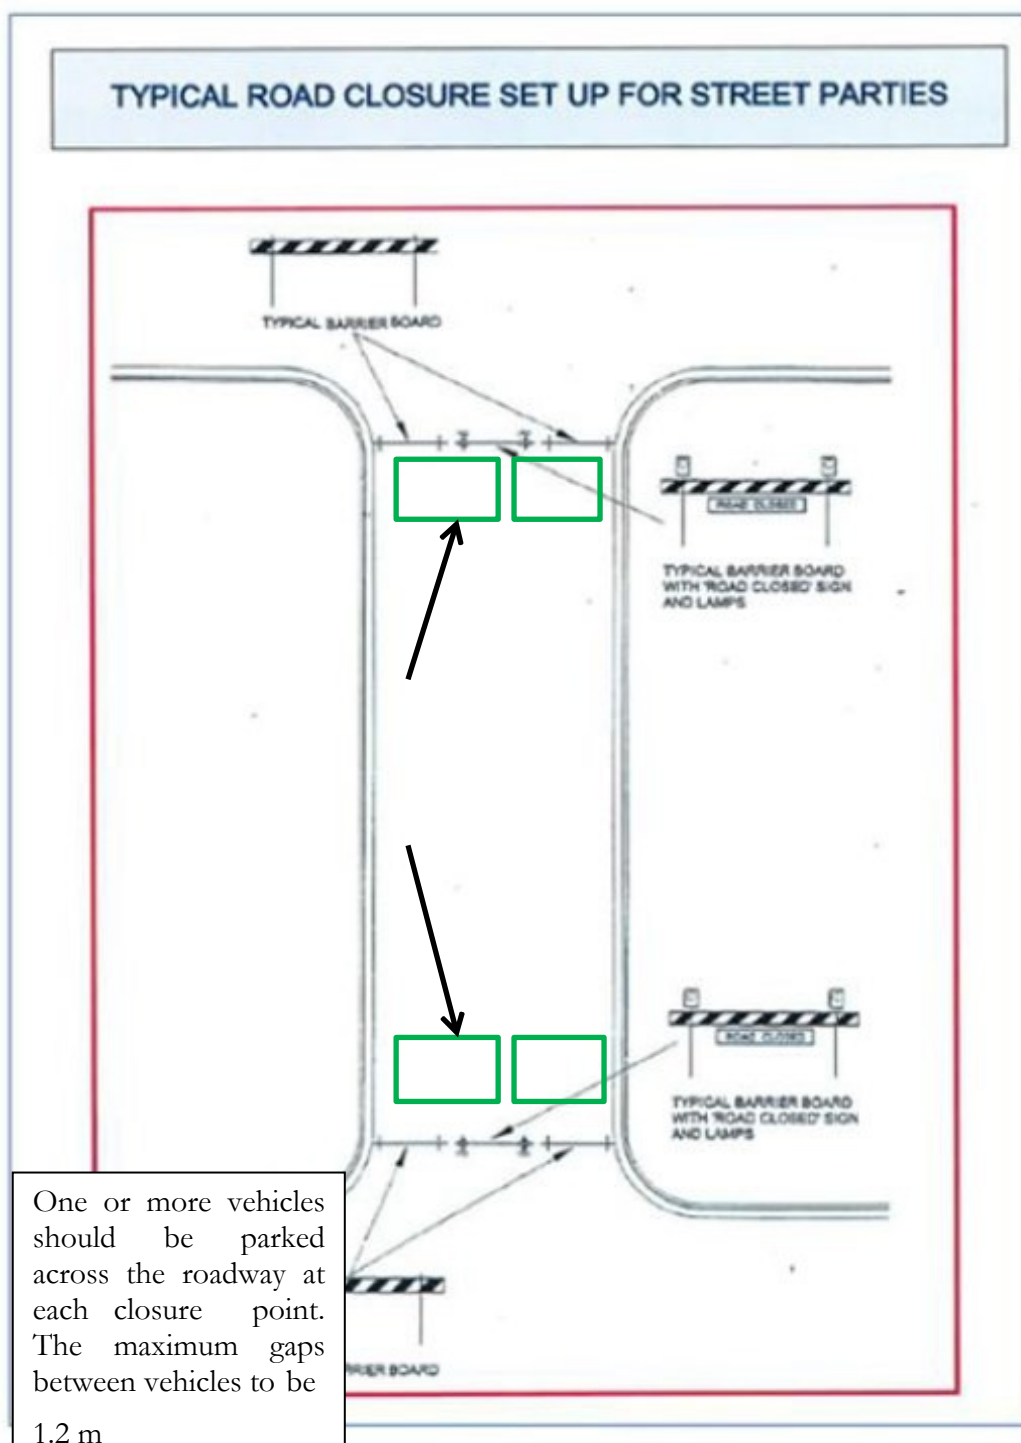 TYPICAL ROAD CLOSURE SET UP FOR STREET PARTIES
TYPICAL BARRIER BOARD
ROAD CLOSED
TYPICAL BARRIER BOARD
WITH 'ROAD CLOSED' SIGN
AND LAMPS
ROAD CLOSED
TYPICAL BARRIER BOARD
WITH 'ROAD CLOSED' SIGN
AND LAMPS
One or more vehicles
should be parked
across the roadway at
each closure point.
The maximum gaps
between vehicles to be
1.2 m
RRIER BOARD